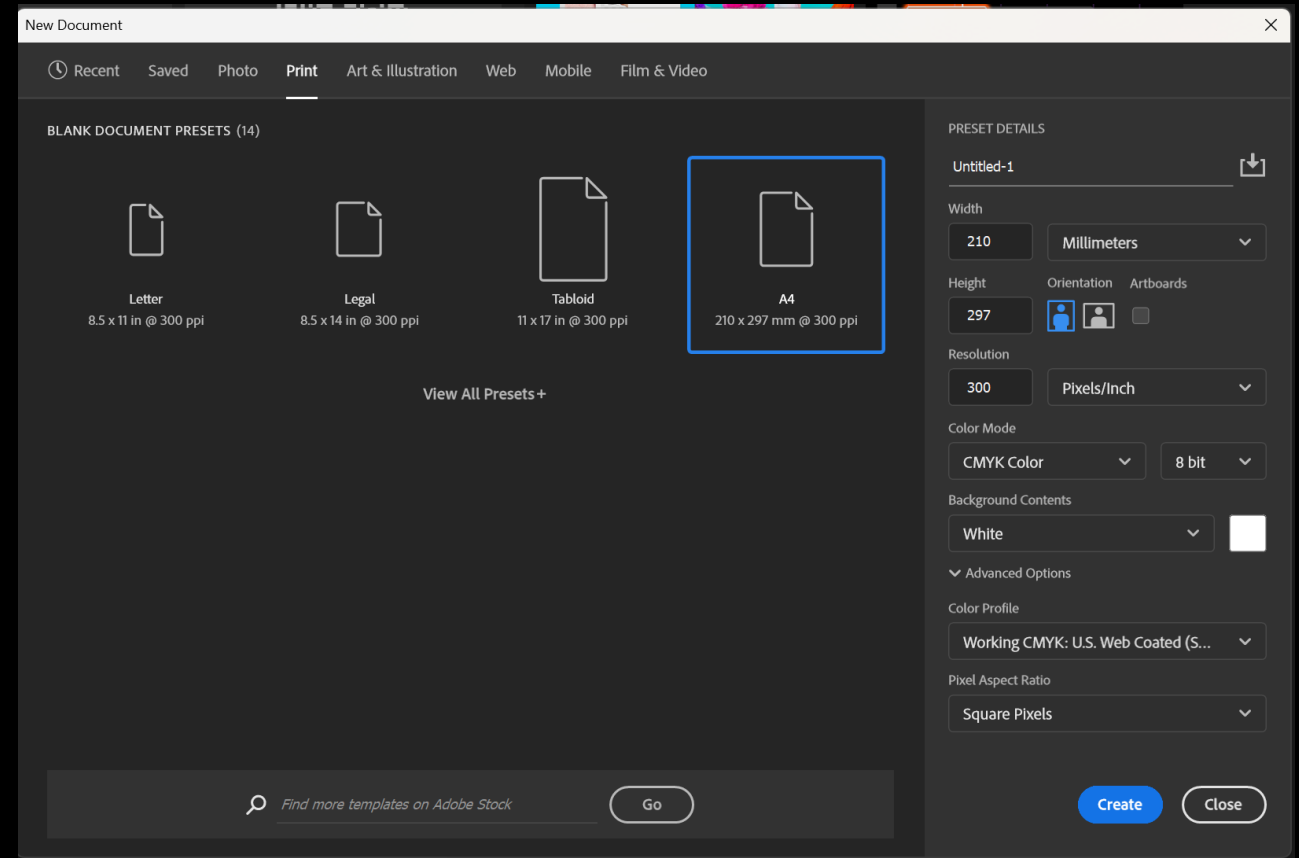 New Document
Recent Saved Photo Print Art & Illustration Web Mobile Film & Video
BLANK DOCUMENT PRESETS (14)
Letter
8.5 x 11 in @ 300 ppi
Legal
8.5 x 14 in @ 300 ppi
Tabloid
11 x 17 in @ 300 ppi
A4
210 x 297 mm @ 300 ppi
View All Presets+
Find more templates on Adobe Stock
Go
PRESET DETAILS
Untitled-1
Width
210 Millimeters
Height Orientation Artboards
297
Resolution
300 Pixels/Inch
Color Mode
CMYK Color 8 bit
Background Contents
White
Advanced Options
Color Profile
Working CMYK: U.S. Web Coated (S...
Pixel Aspect Ratio
Square Pixels
Create Close